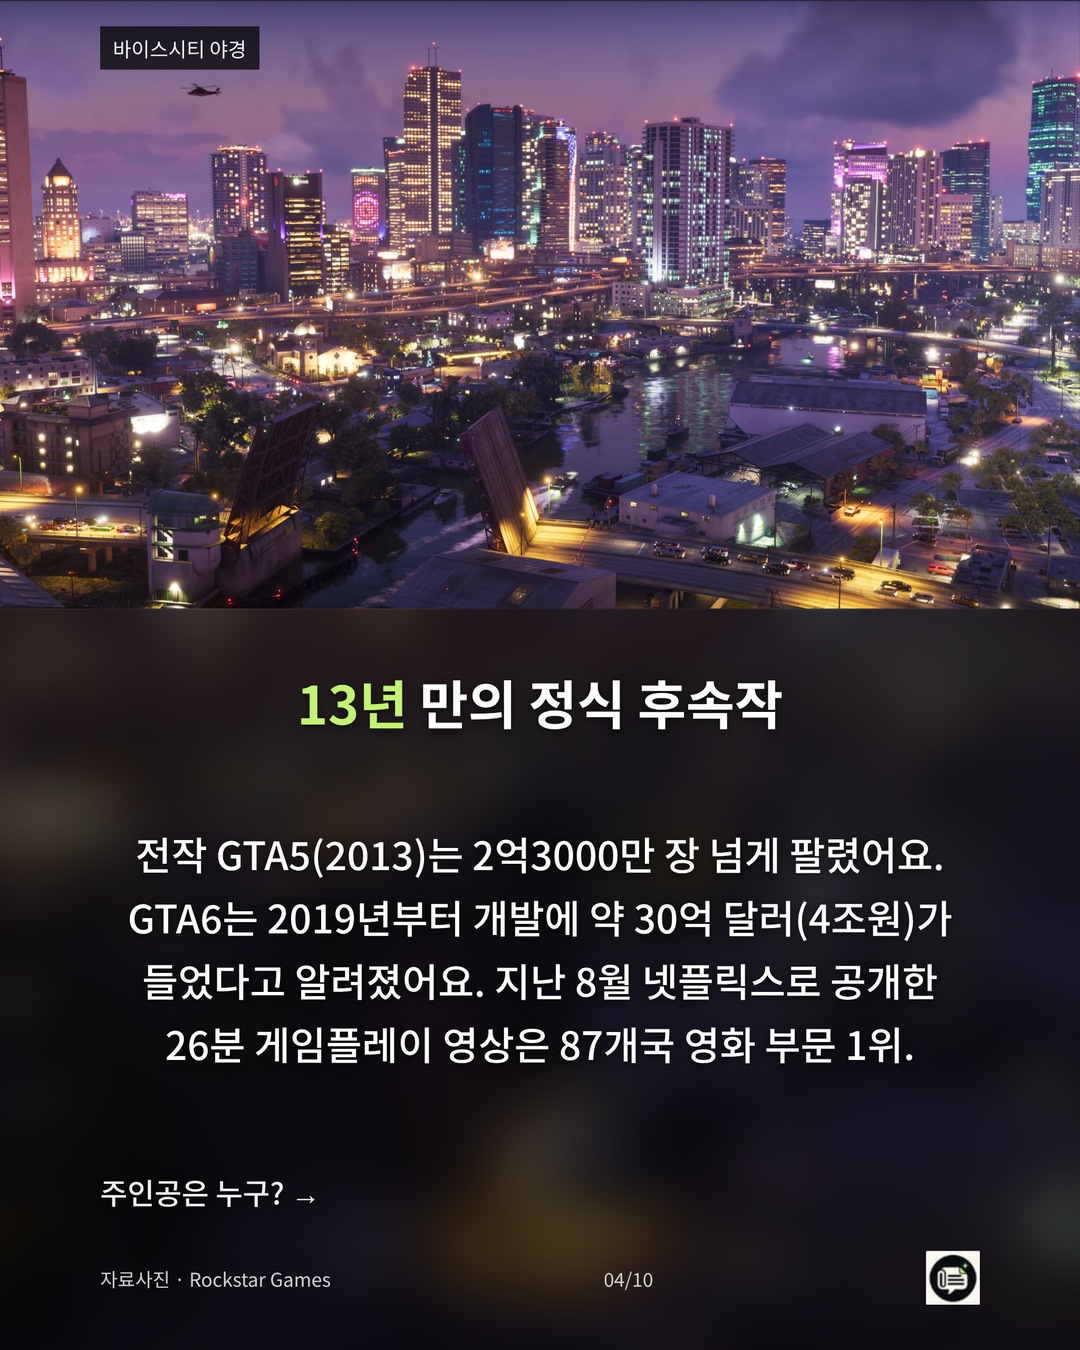 바이스시티 야경
13년 만의 정식 후속작
전작 GTA5(2013)는 2억3000만 장 넘게 팔렸어요.
GTA6는 2019년부터 개발에 약 30억 달러(4조원)가
들었다고 알려졌어요. 지난 8월 넷플릭스로 공개한
26분 게임플레이 영상은 87개국 영화 부문 1위.
주인공은 누구? →
자료사진 · Rockstar Games
04/10